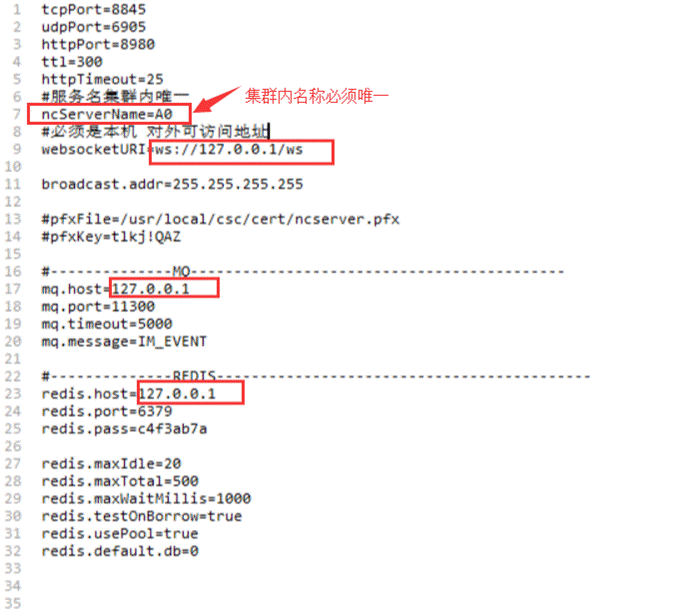 1 tcpPort=8845
2 udpPort=6905
3 httpPort=8980
4 ttl=300
5 httpTimeout=25
6 #服务名集群内唯一
集群内名称必须唯一
7 ncServerName=A0
8 #必须是本机 对外可访问地址
9 websocketURI=ws://127.0.0.1/ws
10
11 broadcast.addr=255.255.255.255
12
13 #pfxFile=/usr/local/csc/cert/ncserver.pfx
14 #pfxKey=tlkj!QAZ
15
16 #--------------MQ-------------------------------------------
17 mq.host=127.0.0.1
18 mq.port=11300
19 mq.timeout=5000
20 mq.message=IM_EVENT
21
22 #--------------REDIS-------------------------------------------
23 redis.host=127.0.0.1
24 redis.port=6379
25 redis.pass=c4f3ab7a
26
27 redis.maxIdle=20
28 redis.maxTotal=500
29 redis.maxWaitMillis=1000
30 redis.testOnBorrow=true
31 redis.usePool=true
32 redis.default.db=0
33
34
35